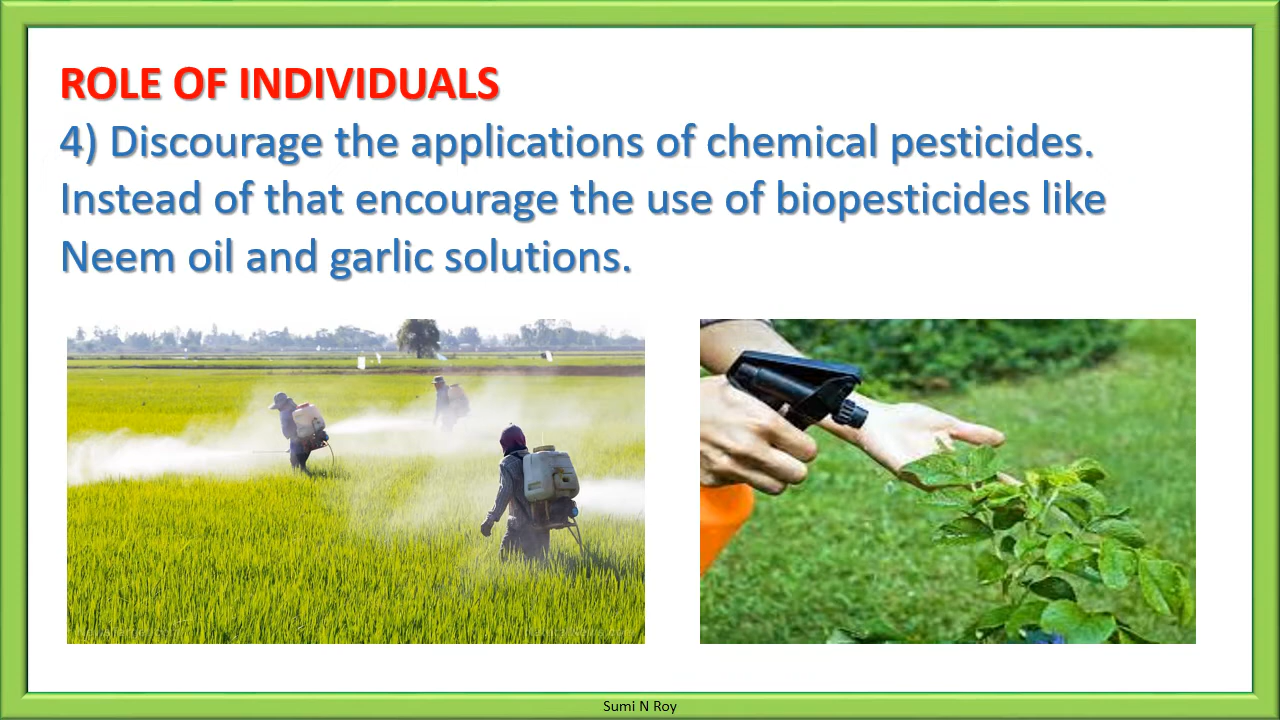 ROLE OF INDIVIDUALS
4) Discourage the applications of chemical pesticides.
Instead of that encourage the use of biopesticides like
Neem oil and garlic solutions.
Sumi N Roy